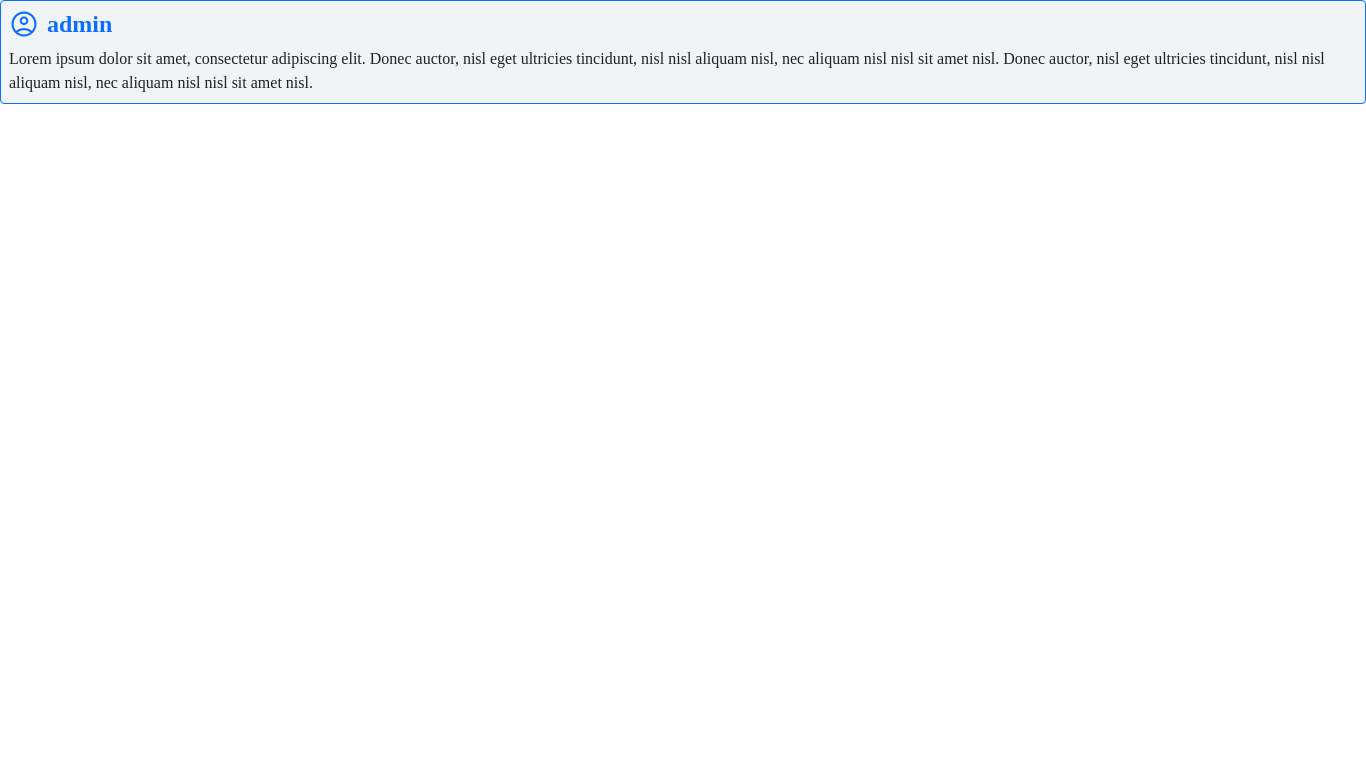 admin
Lorem ipsum dolor sit amet, consectetur adipiscing elit. Donec auctor, nisl eget ultricies tincidunt, nisl nisl aliquam nisl, nec aliquam nisl nisl sit amet nisl. Donec auctor, nisl eget ultricies tincidunt, nisl nisl
aliquam nisl, nec aliquam nisl nisl sit amet nisl.